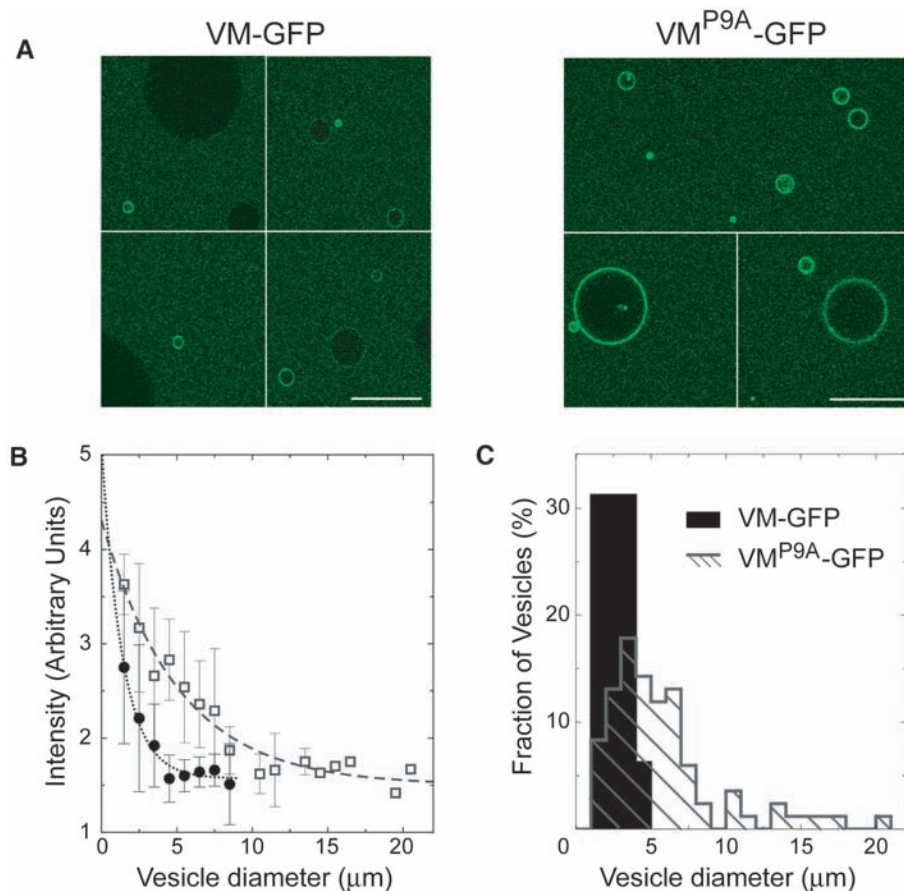 A
VM-GFP
VM^P9A-GFP
B
5
4
3
2
1
Intensity (Arbitrary Units)
0 5 10 15 20
Vesicle diameter (μm)
C
30
20
10
Fraction of Vesicles (%)
VM-GFP
VM^P9A-GFP
0 5 10 15 20
Vesicle diameter (μm)